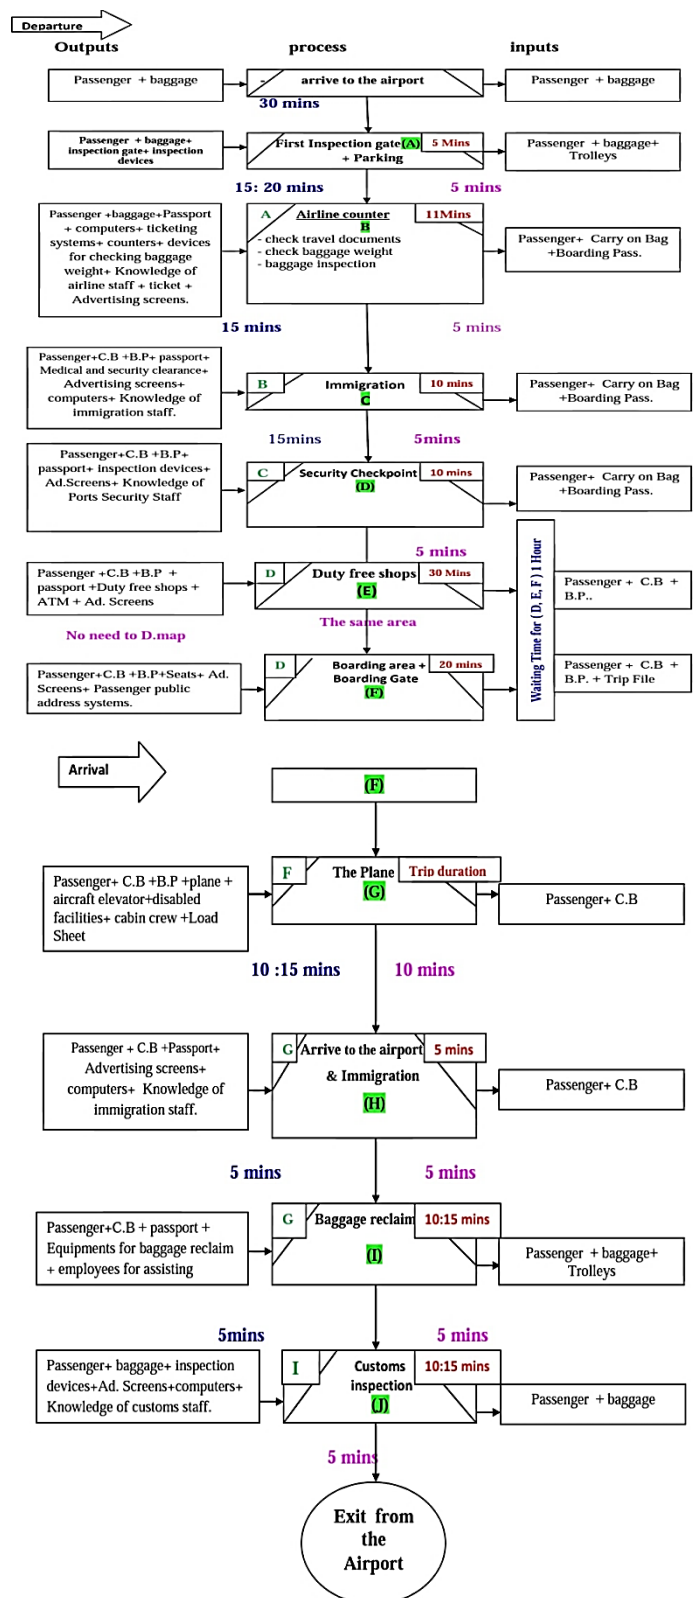 Departure
Outputs process inputs
Passenger + baggage
- arrive to the airport
Passenger + baggage
30 mins
Passenger + baggage+
inspection gate+ inspection
devices
First Inspection gate(A) 5 Mins
+ Parking
Passenger + baggage+
Trolleys
15: 20 mins 5 mins
Passenger +baggage+Passport
+ computers+ ticketing
systems+ counters+ devices
for checking baggage
weight+ Knowledge of
airline staff + ticket +
Advertising screens.
A Airline counter 11Mins
B
- check travel documents
- check baggage weight
- baggage inspection
Passenger+ Carry on Bag
+Boarding Pass.
15 mins 5 mins
Passenger+C.B +B.P+ passport+
Medical and security clearance+
Advertising screens+
computers+ Knowledge of
immigration staff.
B Immigration 10 mins
C
Passenger+ Carry on Bag
+Boarding Pass.
15mins 5mins
Passenger+C.B +B.P+
passport+ inspection devices+
Ad.Screens+ Knowledge of
Ports Security Staff
C Security Checkpoint 10 mins
(D)
Passenger+ Carry on Bag
+Boarding Pass.
5 mins
Passenger +C.B +B.P +
passport +Duty free shops +
ATM + Ad. Screens
D Duty free shops 30 Mins
(E)
Waiting Time for ( D, E, F ) 1 Hour
Passenger + C.B +
B.P..
No need to D.map
The same area
Passenger+C.B +B.P+Seats+ Ad.
Screens+ Passenger public
address systems.
D Boarding area + 20 mins
Boarding Gate
(F)
Passenger + C.B +
B.P. + Trip File
Arrival
(F)
Passenger+ C.B +B.P +plane +
aircraft elevator+disabled
facilities+ cabin crew +Load
Sheet
F The Plane Trip duration
(G)
Passenger+ C.B
10 :15 mins 10 mins
Passenger + C.B +Passport+
Advertising screens+
computers+ Knowledge of
immigration staff.
G Arrive to the airport 5 mins
& Immigration
(H)
Passenger+ C.B
5 mins 5 mins
Passenger+C.B + passport +
Equipments for baggage reclaim
+ employees for assisting
G Baggage reclaim 10:15 mins
(I)
Passenger + baggage+
Trolleys
5mins 5 mins
Passenger+ baggage+ inspection
devices+Ad. Screens+computers+
Knowledge of customs staff.
I Customs 10:15 mins
inspection
(J)
Passenger + baggage
5 mins
Exit from
the
Airport